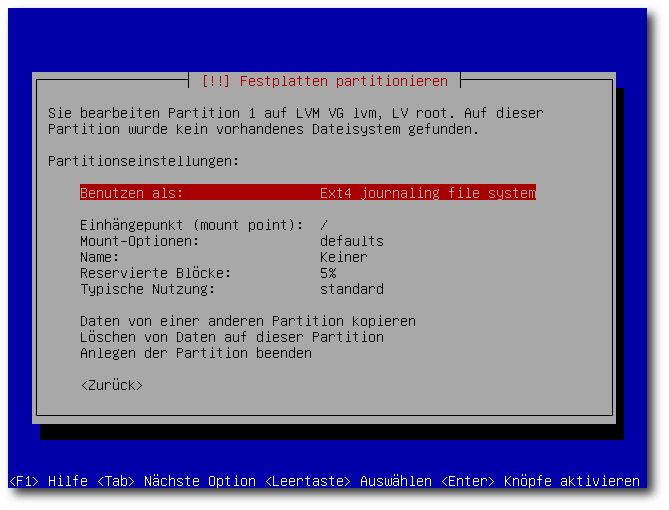 [!!] Festplatten partitionieren
Sie bearbeiten Partition 1 auf LVM VG lvm, LV root. Auf dieser
Partition wurde kein vorhandenes Dateisystem gefunden.
Partitionseinstellungen:
Benutzen als: Ext4 journaling file system
Einhängepunkt (mount point): /
Mount-Optionen: defaults
Name: Keiner
Reservierte Blöcke: 5%
Typische Nutzung: standard
Daten von einer anderen Partition kopieren
Löschen von Daten auf dieser Partition
Anlegen der Partition beenden
<Zurück>
<F1> Hilfe <Tab> Nächste Option <Leertaste> Auswählen <Enter> Knöpfe aktivieren